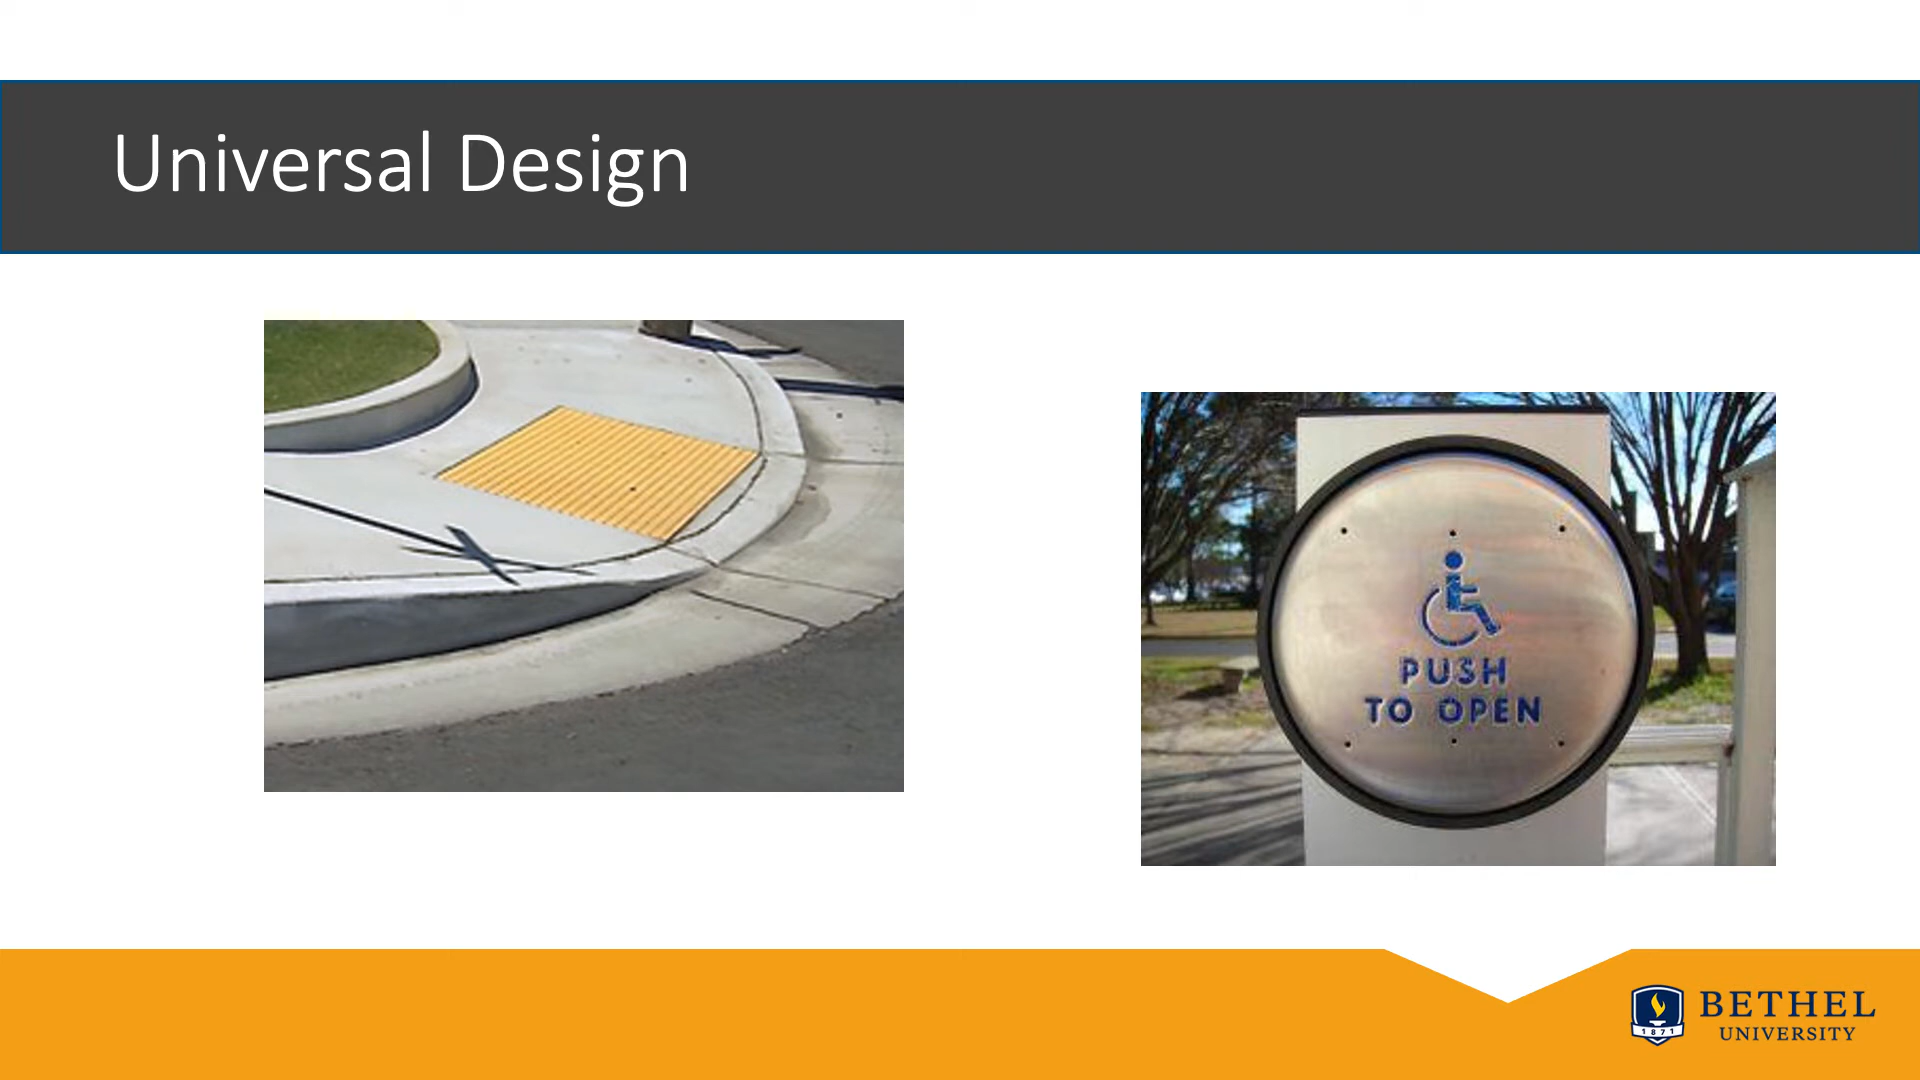 Universal Design
PUSH
TO OPEN
1871
BETHEL
UNIVERSITY